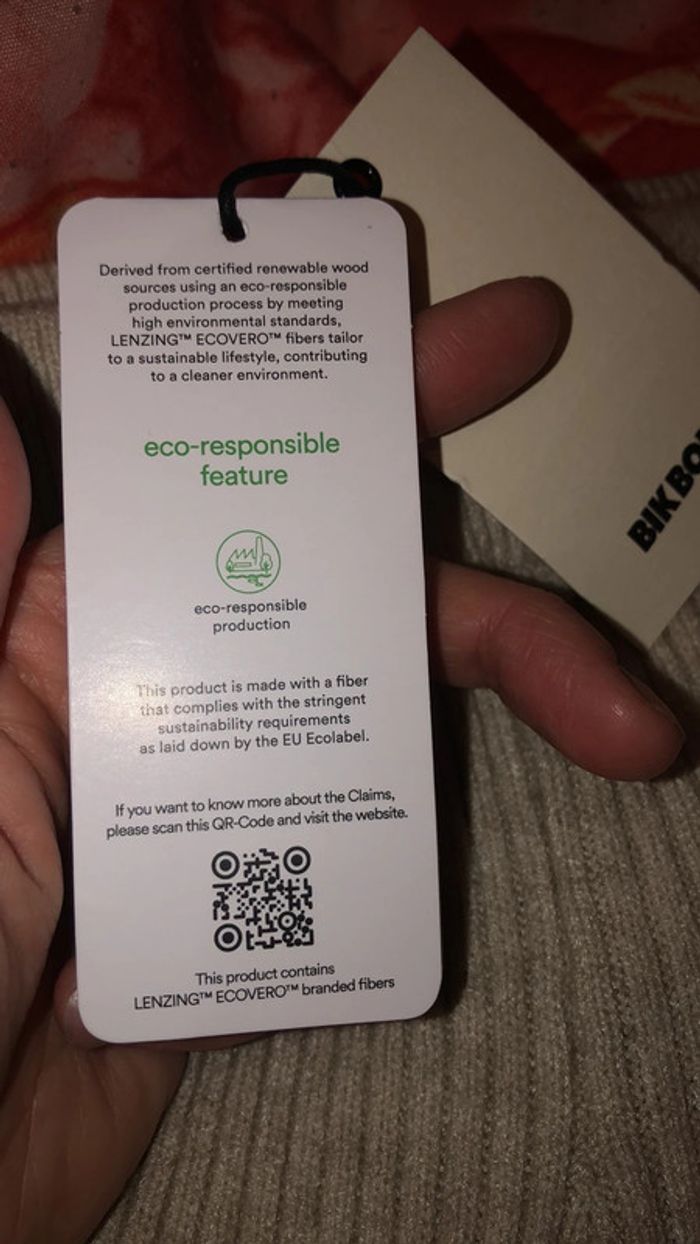 Derived from certified renewable wood
sources using an eco-responsible
production process by meeting
high environmental standards,
LENZING™ ECOVERO™ fibers tailor
to a sustainable lifestyle, contributing
to a cleaner environment.
eco-responsible
feature
eco-responsible
production
This product is made with a fiber
that complies with the stringent
sustainability requirements
as laid down by the EU Ecolabel.
If you want to know more about the Claims,
please scan this QR-Code and visit the website.
This product contains
LENZING™ ECOVERO™ branded fibers
BIK BO